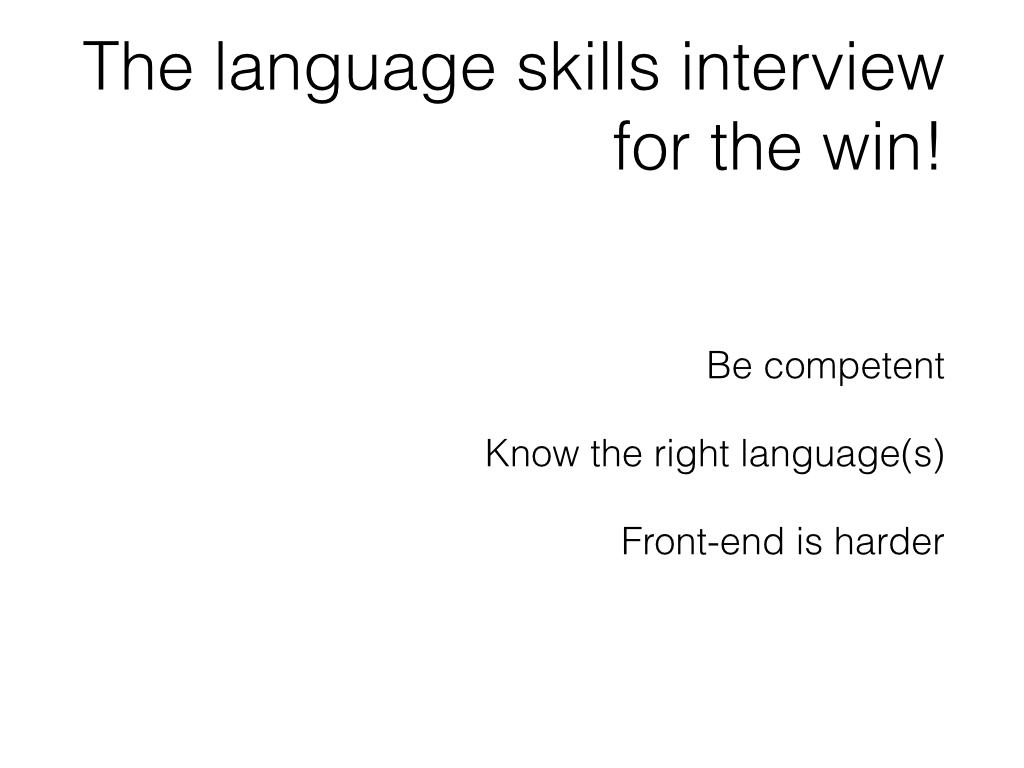 The language skills interview
for the win!
Be competent
Know the right language(s)
Front-end is harder